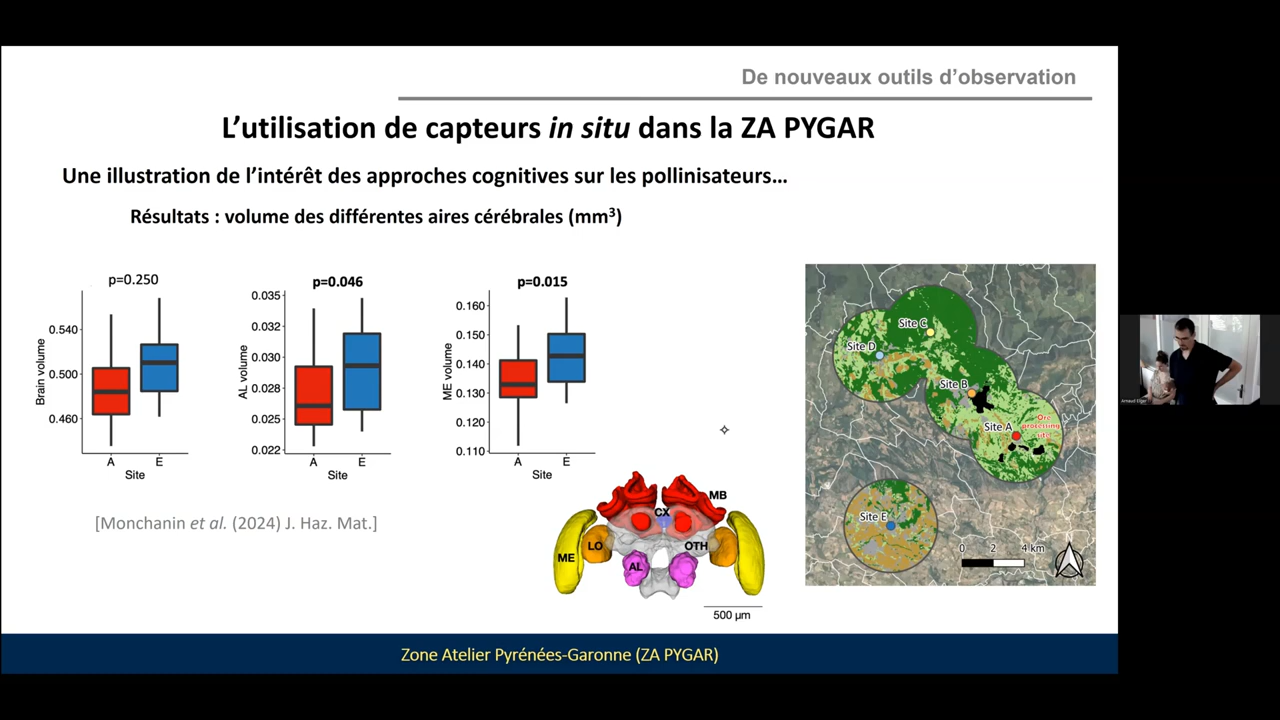 De nouveaux outils d'observation
L'utilisation de capteurs in situ dans la ZA PYGAR
Une illustration de l'intérêt des approches cognitives sur les pollinisateurs…
Résultats : volume des différentes aires cérébrales (mm³)
p=0.250
Brain volume
0.540
0.500
0.460
A
E
Site
p=0.046
AL volume
0.035
0.032
0.030
0.028
0.025
0.022
A
E
Site
p=0.015
ME volume
0.160
0.150
0.140
0.130
0.120
0.110
A
E
Site
[Monchanin et al. (2024) J. Haz. Mat.]
MB
CX
ME
LO
OTH
AL
500 µm
Site C
Site D
Site B
Site A
Ore
processing
site
Site E
0 2 4 km
Zone Atelier Pyrénées-Garonne (ZA PYGAR)
Arnaud Elger